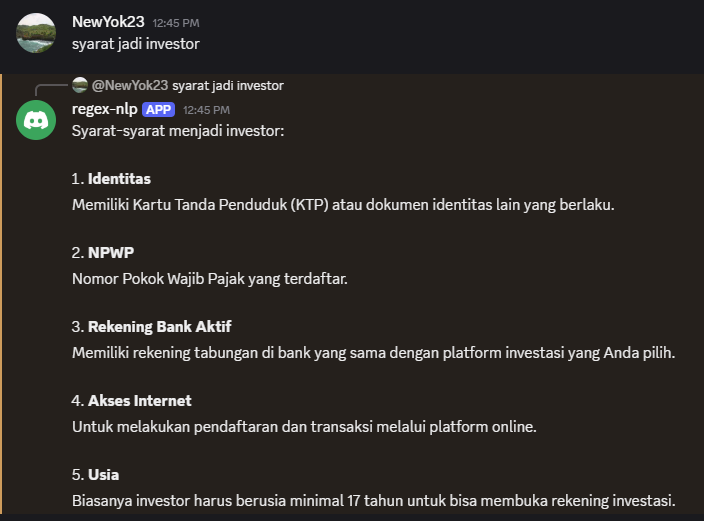 NewYok23 12:45 PM
syarat jadi investor
@NewYok23 syarat jadi investor
regex-nlp APP 12:45 PM
Syarat-syarat menjadi investor:
1. Identitas
Memiliki Kartu Tanda Penduduk (KTP) atau dokumen identitas lain yang berlaku.
2. NPWP
Nomor Pokok Wajib Pajak yang terdaftar.
3. Rekening Bank Aktif
Memiliki rekening tabungan di bank yang sama dengan platform investasi yang Anda pilih.
4. Akses Internet
Untuk melakukan pendaftaran dan transaksi melalui platform online.
5. Usia
Biasanya investor harus berusia minimal 17 tahun untuk bisa membuka rekening investasi.